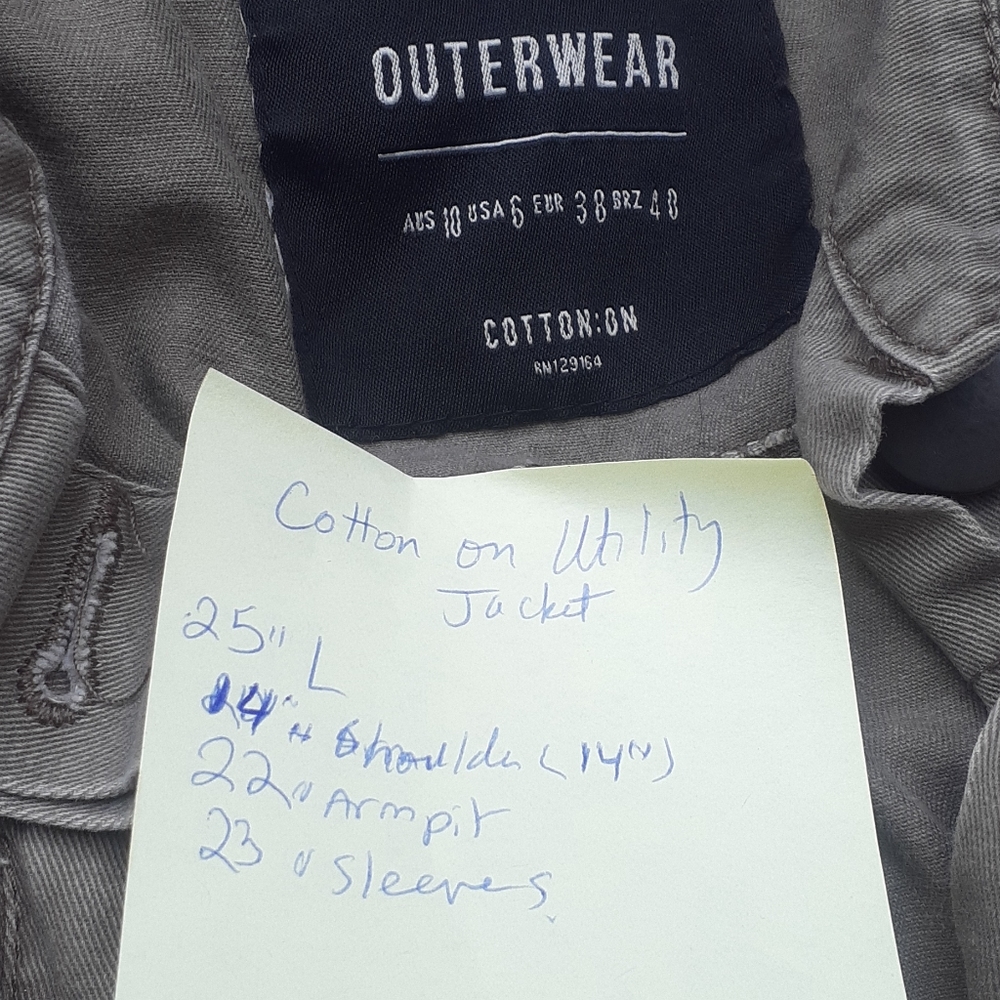 OUTERWEAR
AUS 10 USA 6 EUR 38 BRZ 40
COTTON:ON
RN129164
Cotton on Utility
Jacket
25" L
14" Shoulder (14")
22" Armpit
23" Sleeves